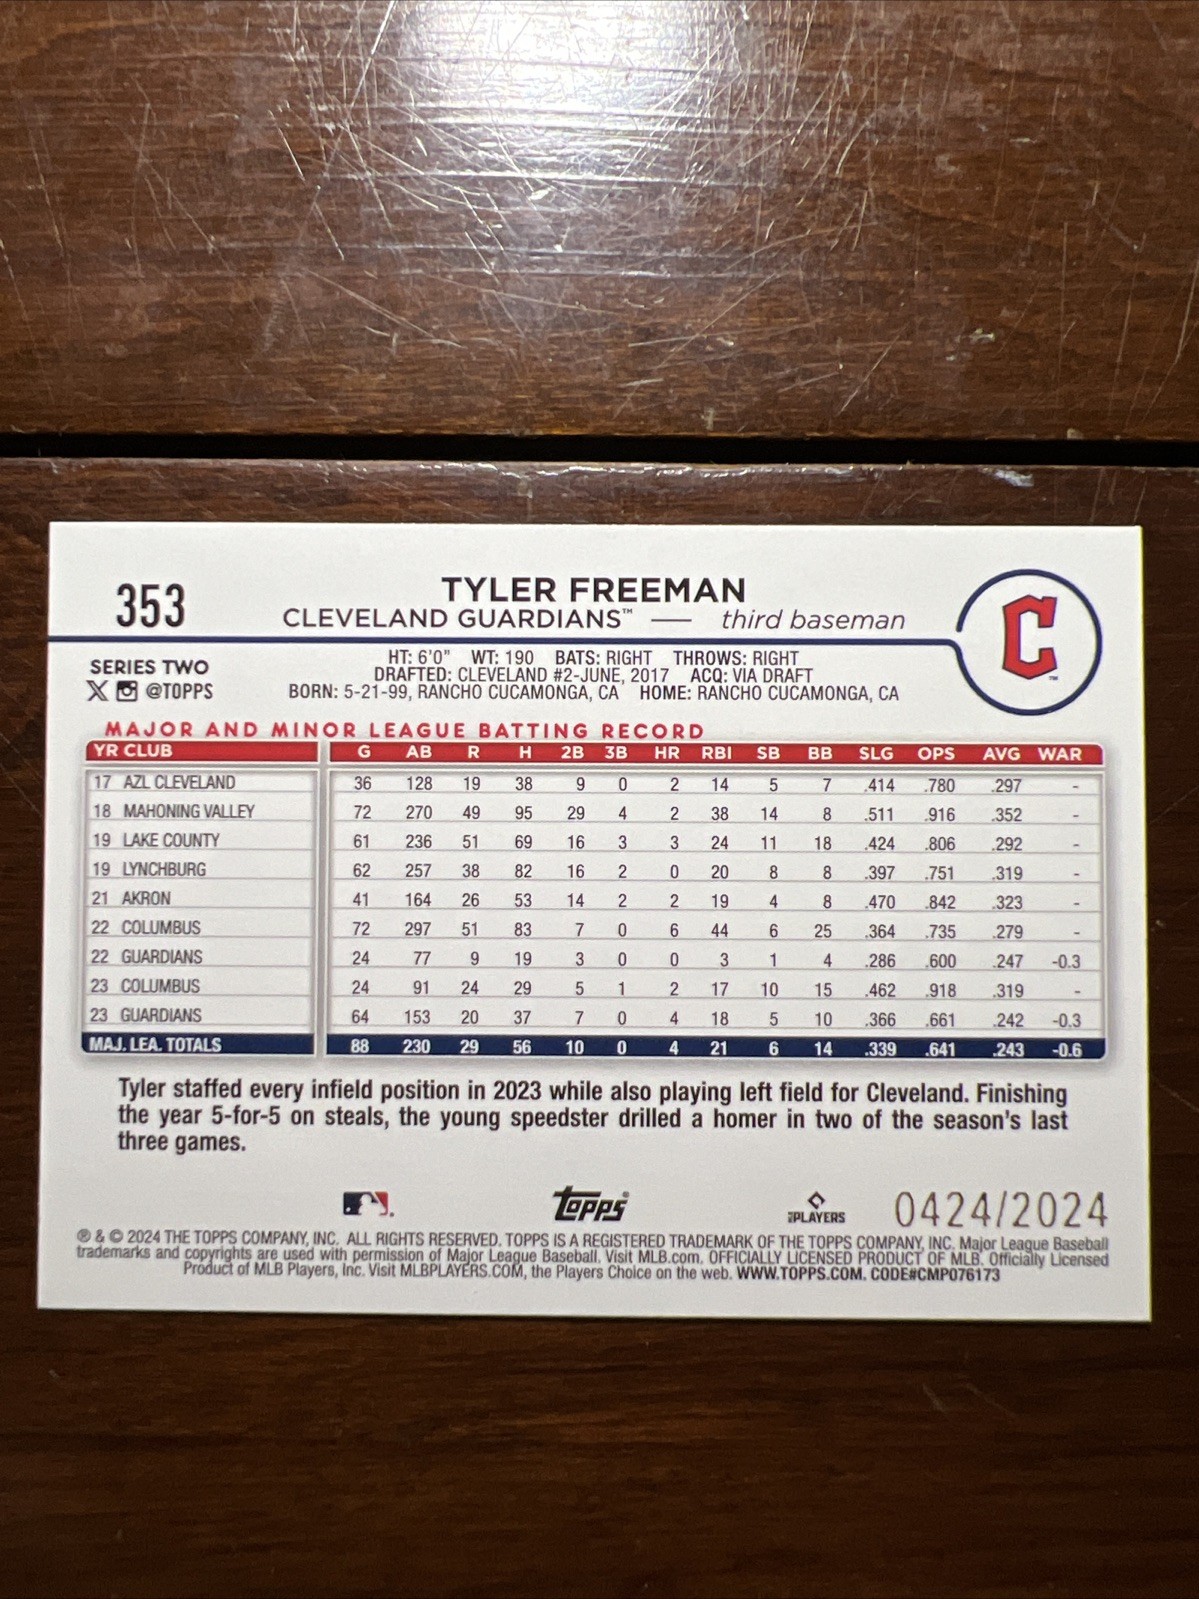 353
TYLER FREEMAN
CLEVELAND GUARDIANS™ — third baseman
C™
SERIES TWO
X @TOPPS
HT: 6'0" WT: 190 BATS: RIGHT THROWS: RIGHT
DRAFTED: CLEVELAND #2-JUNE, 2017 ACQ: VIA DRAFT
BORN: 5-21-99, RANCHO CUCAMONGA, CA HOME: RANCHO CUCAMONGA, CA
MAJOR AND MINOR LEAGUE BATTING RECORD
YR CLUB G AB R H 2B 3B HR RBI SB BB SLG OPS AVG WAR
17 AZL CLEVELAND 36 128 19 38 9 0 2 14 5 7 .414 .780 .297 -
18 MAHONING VALLEY 72 270 49 95 29 4 2 38 14 8 .511 .916 .352 -
19 LAKE COUNTY 61 236 51 69 16 3 3 24 11 18 .424 .806 .292 -
19 LYNCHBURG 62 257 38 82 16 2 0 20 8 8 .397 .751 .319 -
21 AKRON 41 164 26 53 14 2 2 19 4 8 .470 .842 .323 -
22 COLUMBUS 72 297 51 83 7 0 6 44 6 25 .364 .735 .279 -
22 GUARDIANS 24 77 9 19 3 0 0 3 1 4 .286 .600 .247 -0.3
23 COLUMBUS 24 91 24 29 5 1 2 17 10 15 .462 .918 .319 -
23 GUARDIANS 64 153 20 37 7 0 4 18 5 10 .366 .661 .242 -0.3
MAJ. LEA. TOTALS 88 230 29 56 10 0 4 21 6 14 .339 .641 .243 -0.6
Tyler staffed every infield position in 2023 while also playing left field for Cleveland. Finishing
the year 5-for-5 on steals, the young speedster drilled a homer in two of the season's last
three games.
topps® PLAYERS 0424/2024
® & © 2024 THE TOPPS COMPANY, INC. ALL RIGHTS RESERVED. TOPPS IS A REGISTERED TRADEMARK OF THE TOPPS COMPANY, INC. Major League Baseball
trademarks and copyrights are used with permission of Major League Baseball. Visit MLB.com. OFFICIALLY LICENSED PRODUCT OF MLB. Officially Licensed
Product of MLB Players, Inc. Visit MLBPLAYERS.COM, the Players Choice on the web. WWW.TOPPS.COM. CODE#CMP076173